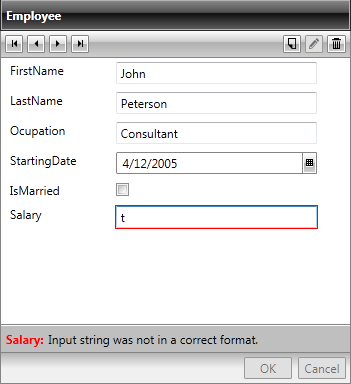 Employee
FirstName John
LastName Peterson
Ocupation Consultant
StartingDate 4/12/2005
IsMarried
Salary t
Salary: Input string was not in a correct format.
OK Cancel